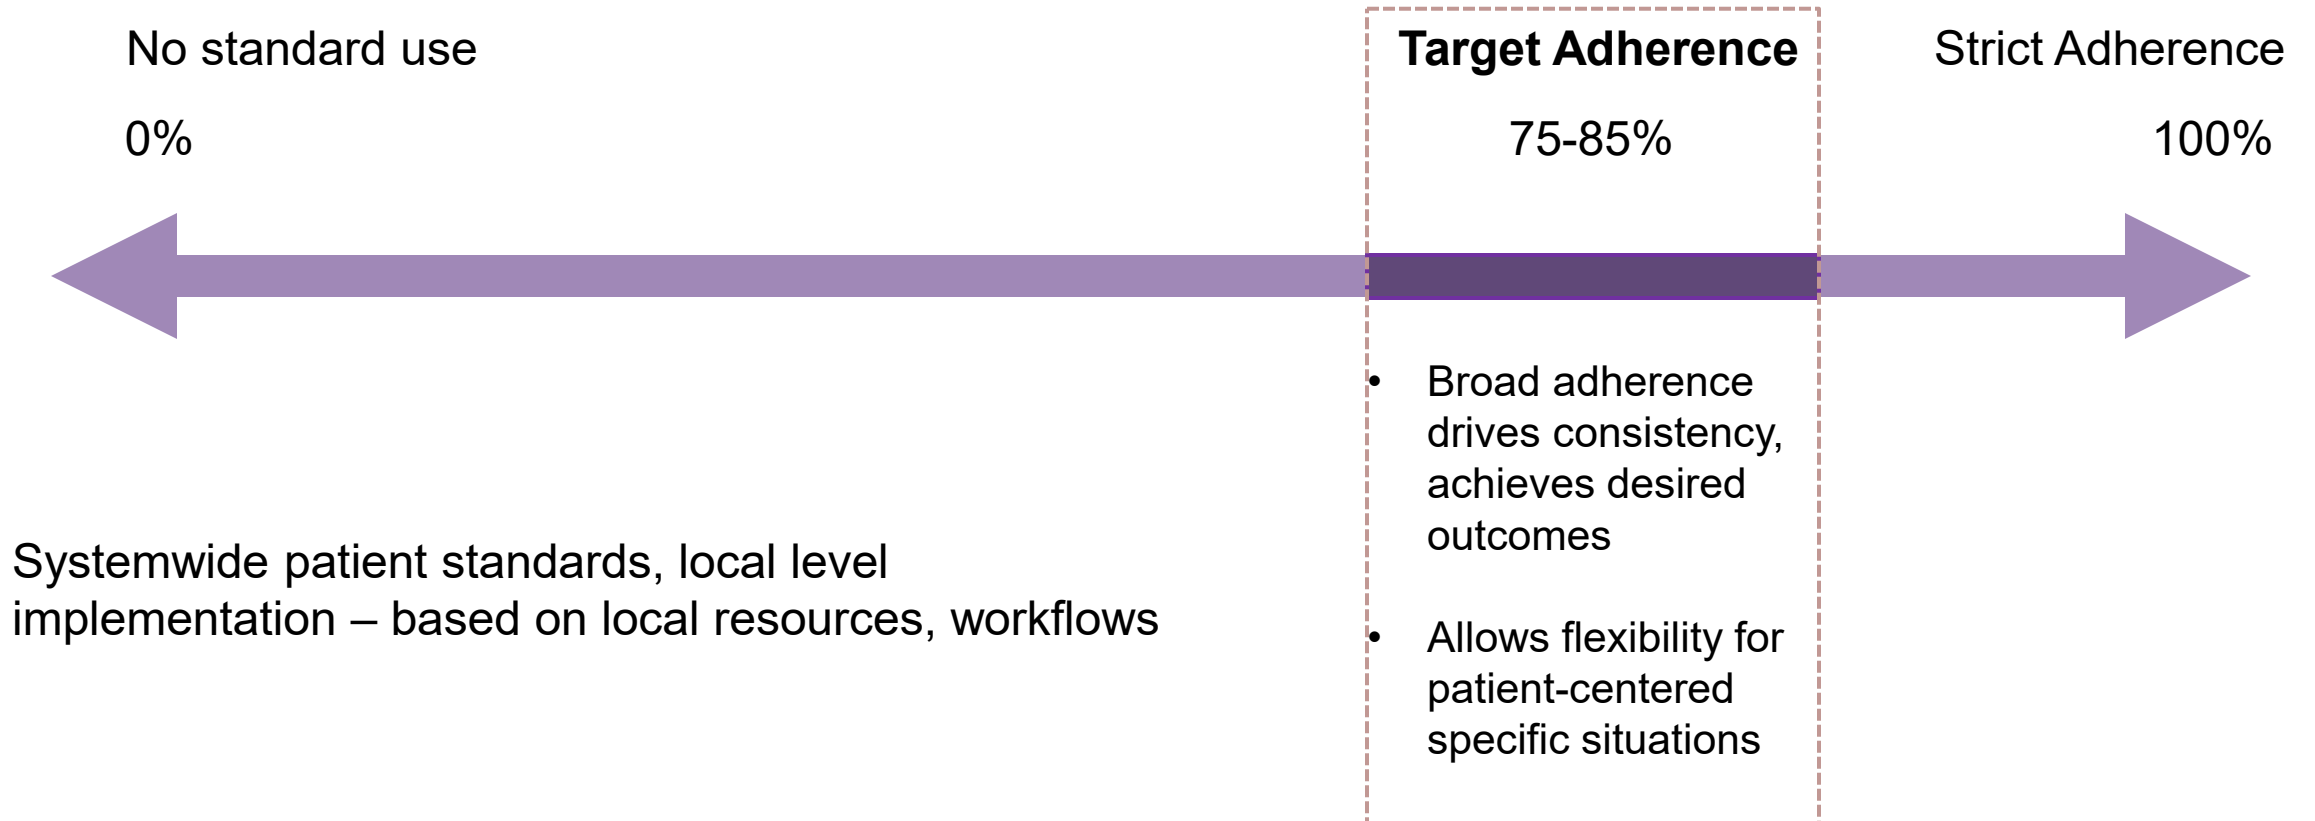 No standard use
Target Adherence
Strict Adherence
0%
75-85%
100%
• Broad adherence
drives consistency,
achieves desired
outcomes
Systemwide patient standards, local level
implementation – based on local resources, workflows
• Allows flexibility for
patient-centered
specific situations